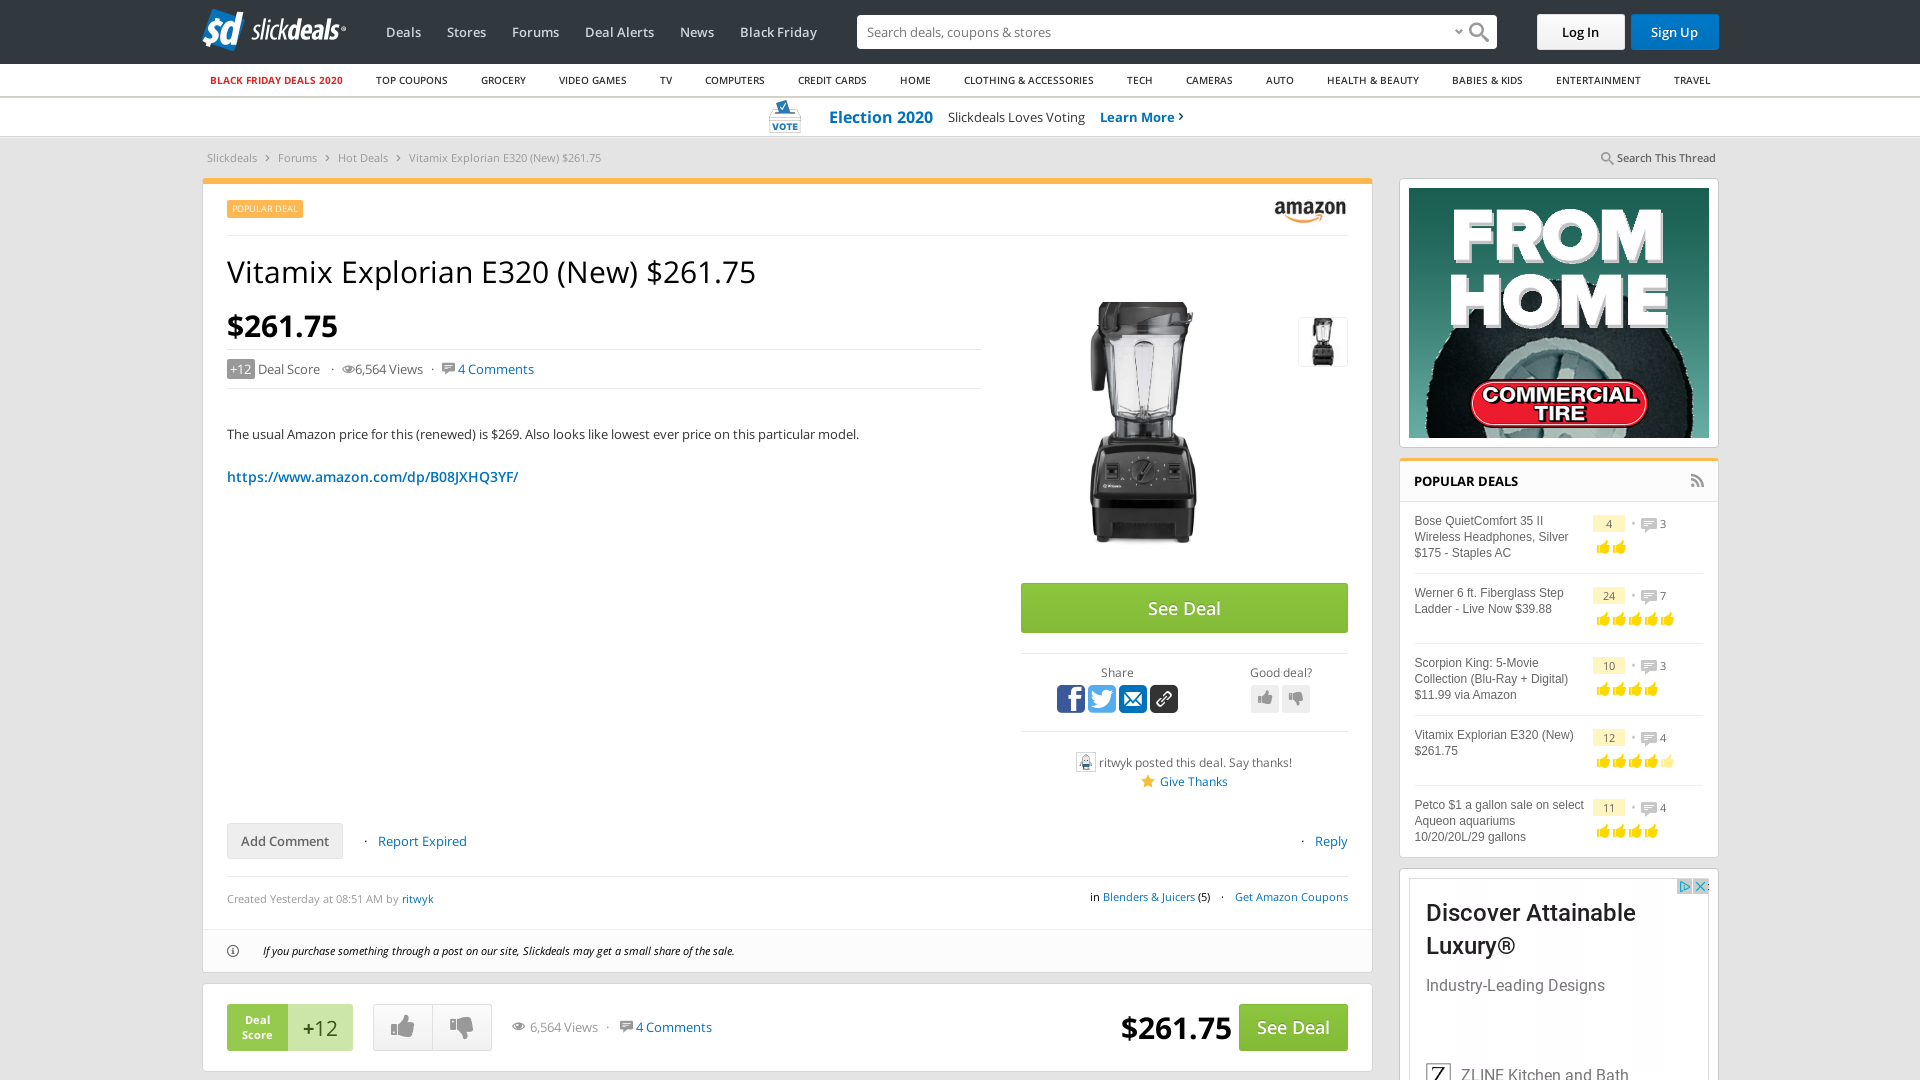 sd slickdeals
Deals
Stores
Forums
Deal Alerts
News
Black Friday
Search deals, coupons & stores
Log In
Sign Up
BLACK FRIDAY DEALS 2020
TOP COUPONS
GROCERY
VIDEO GAMES
TV
COMPUTERS
CREDIT CARDS
HOME
CLOTHING & ACCESSORIES
TECH
CAMERAS
AUTO
HEALTH & BEAUTY
BABIES & KIDS
ENTERTAINMENT
TRAVEL
VOTE
Election 2020 Slickdeals Loves Voting Learn More
Slickdeals > Forums > Hot Deals > Vitamix Explorian E320 (New) $261.75
Search This Thread
POPULAR DEAL
amazon
Vitamix Explorian E320 (New) $261.75
$261.75
+12 Deal Score · 6,564 Views · 4 Comments
The usual Amazon price for this (renewed) is $269. Also looks like lowest ever price on this particular model.
https://www.amazon.com/dp/B08JXHQ3YF/
See Deal
Share
Good deal?
ritwyk posted this deal. Say thanks!
Give Thanks
Add Comment · Report Expired
· Reply
Created Yesterday at 08:51 AM by ritwyk
in Blenders & Juicers (5) · Get Amazon Coupons
If you purchase something through a post on our site, Slickdeals may get a small share of the sale.
Deal
Score
+12
6,564 Views · 4 Comments
$261.75
See Deal
FROM
HOME
COMMERCIAL
TIRE
POPULAR DEALS
Bose QuietComfort 35 II
Wireless Headphones, Silver
$175 - Staples AC
4 • 3
Werner 6 ft. Fiberglass Step
Ladder - Live Now $39.88
24 • 7
Scorpion King: 5-Movie
Collection (Blu-Ray + Digital)
$11.99 via Amazon
10 • 3
Vitamix Explorian E320 (New)
$261.75
12 • 4
Petco $1 a gallon sale on select
Aqueon aquariums
10/20/20L/29 gallons
11 • 4
Discover Attainable
Luxury®
Industry-Leading Designs
Z
ZLINE Kitchen and Bath